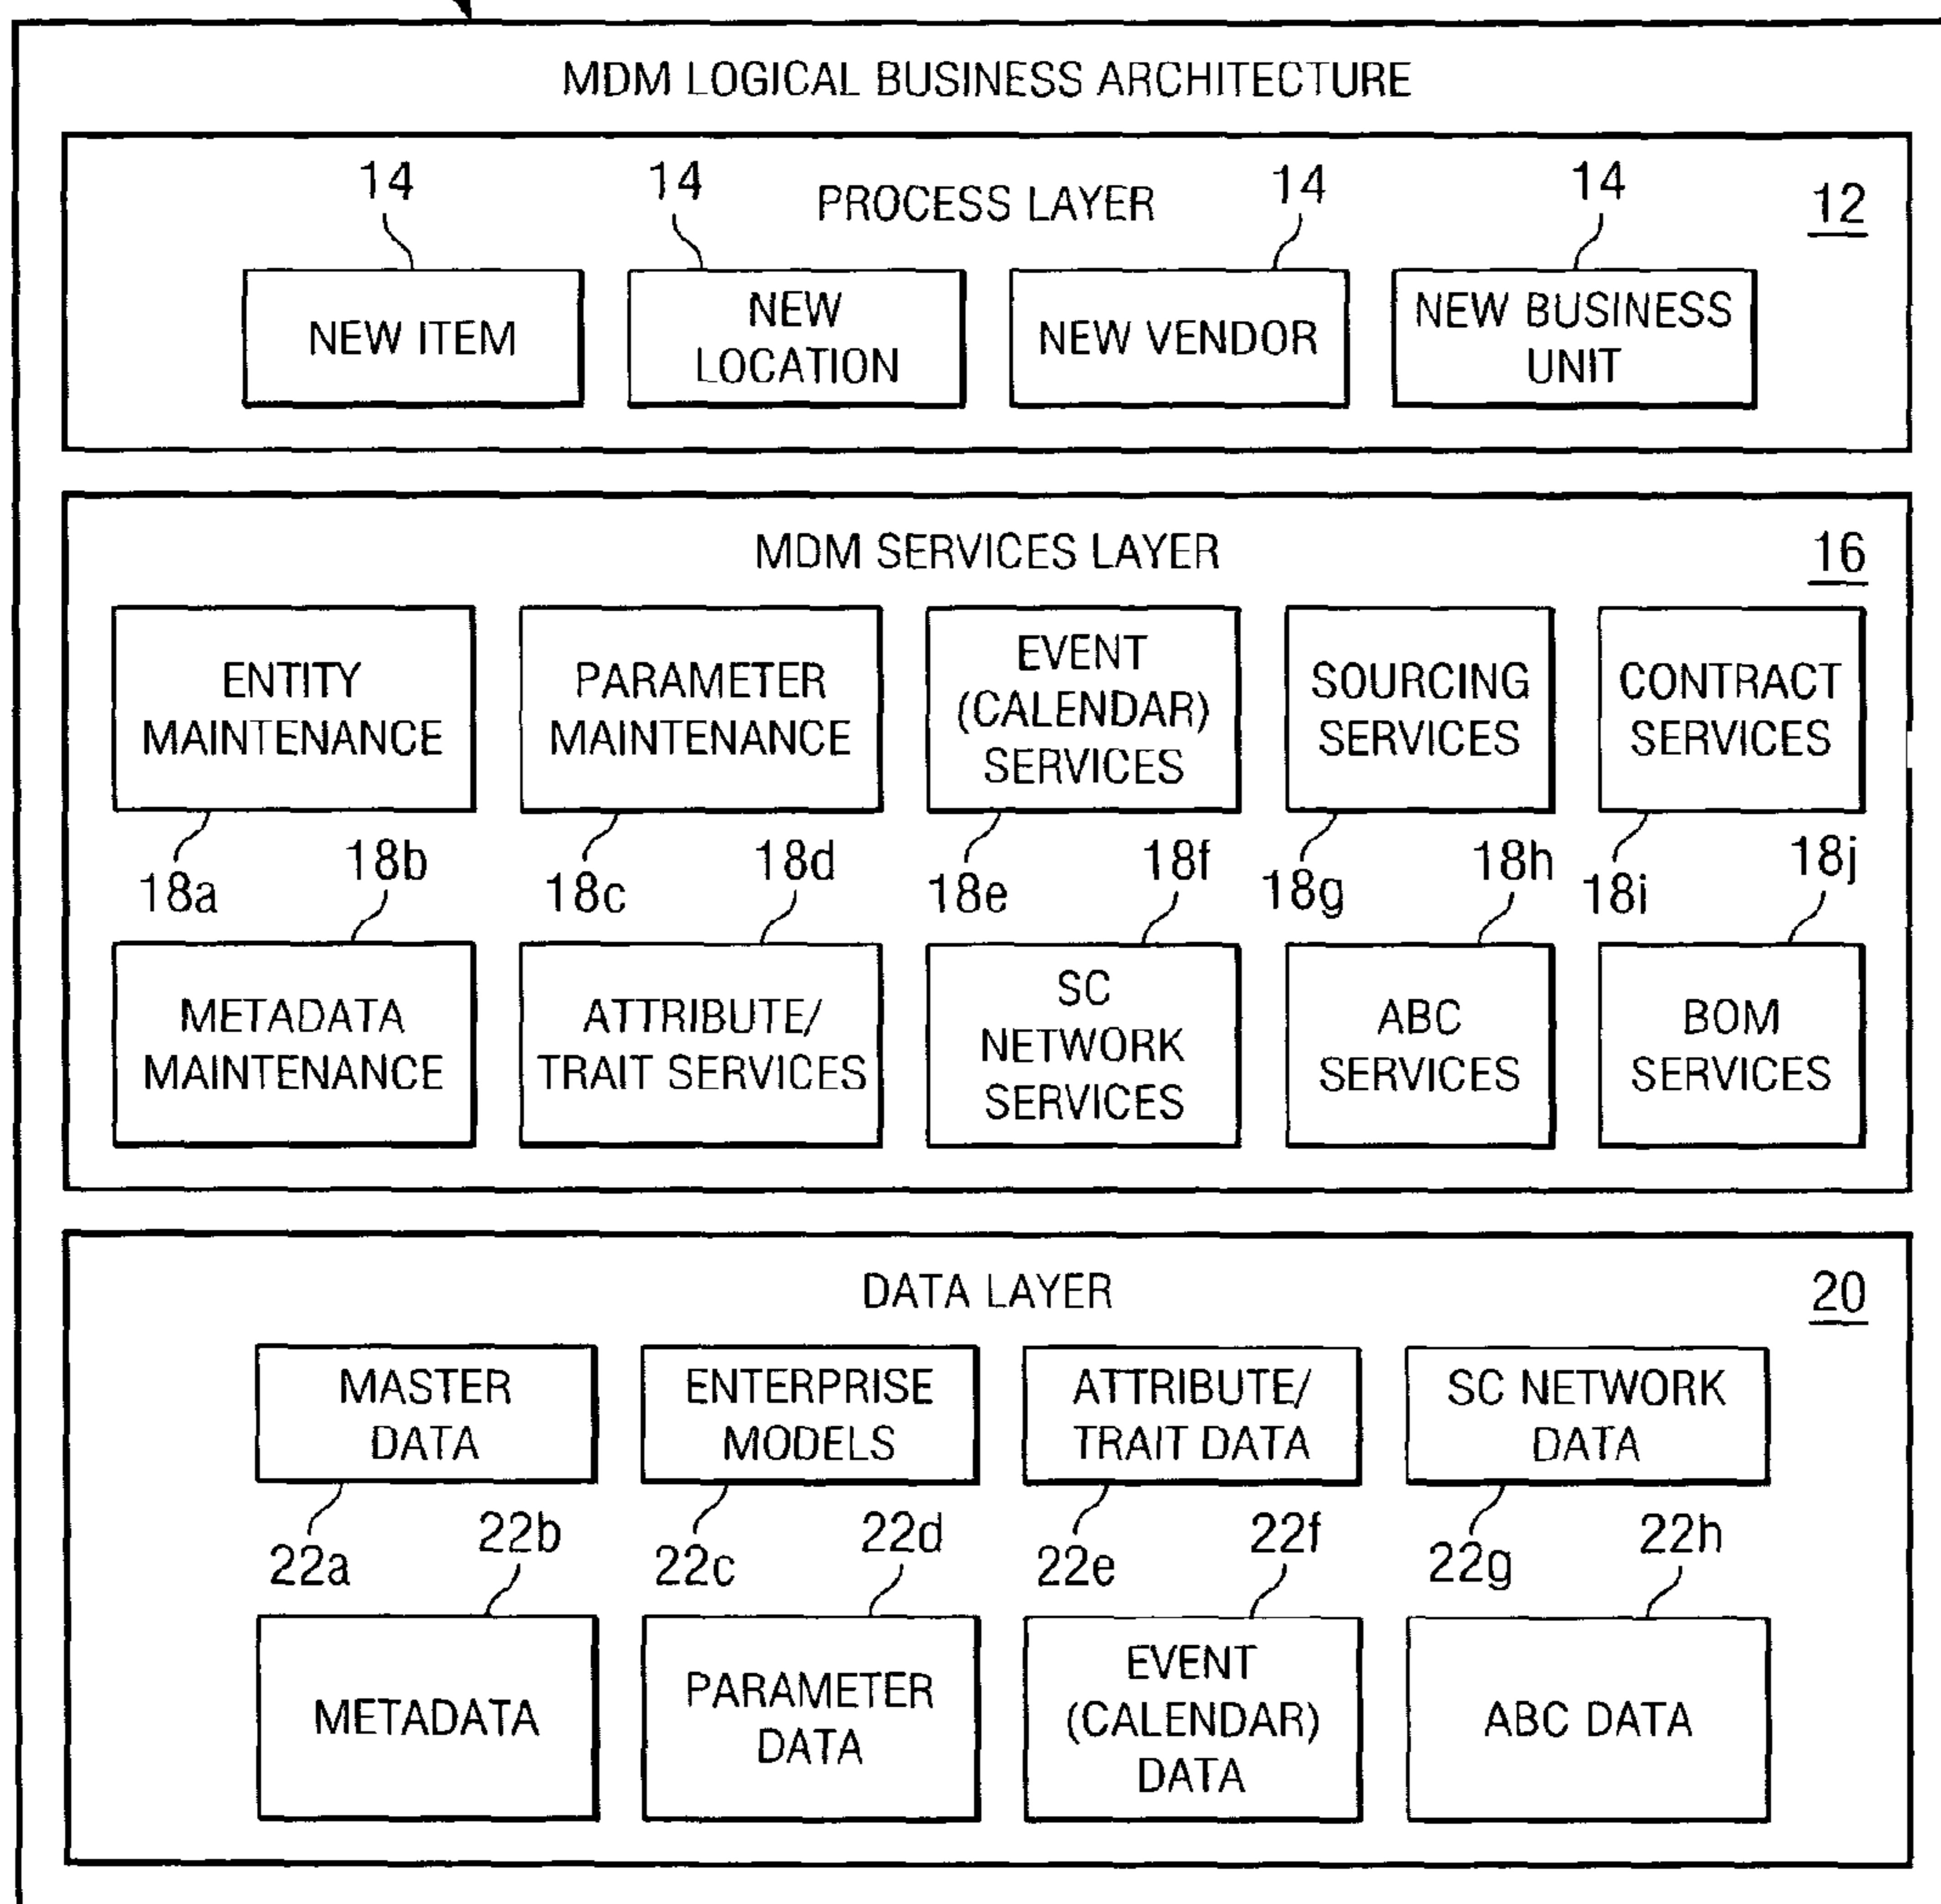 MDM LOGICAL BUSINESS ARCHITECTURE
14
14
PROCESS LAYER
14
14
12
NEW ITEM
NEW
LOCATION
NEW VENDOR
NEW BUSINESS
UNIT
MDM SERVICES LAYER
16
ENTITY
MAINTENANCE
PARAMETER
MAINTENANCE
EVENT
(CALENDAR)
SERVICES
SOURCING
SERVICES
CONTRACT
SERVICES
18a
18b
18c
18d
18e
18f
18g
18h
18i
18j
METADATA
MAINTENANCE
ATTRIBUTE/
TRAIT SERVICES
SC
NETWORK
SERVICES
ABC
SERVICES
BOM
SERVICES
DATA LAYER
20
MASTER
DATA
ENTERPRISE
MODELS
ATTRIBUTE/
TRAIT DATA
SC NETWORK
DATA
22a
22b
22c
22d
22e
22f
22g
22h
METADATA
PARAMETER
DATA
EVENT
(CALENDAR)
DATA
ABC DATA